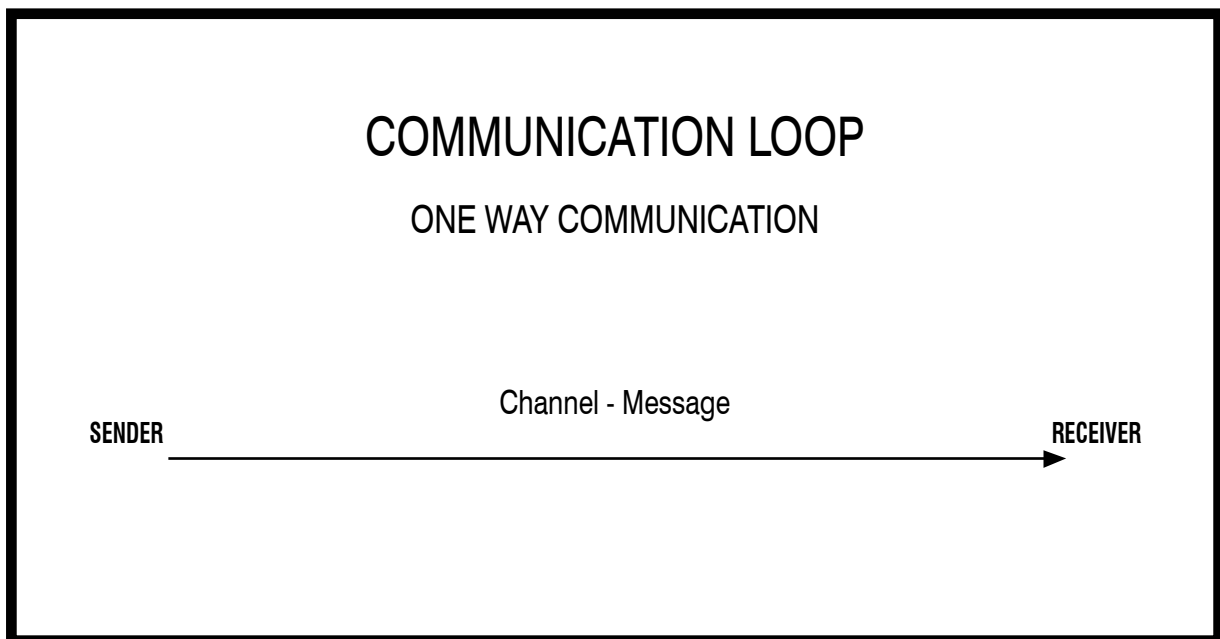 COMMUNICATION LOOP
ONE WAY COMMUNICATION
Channel - Message
SENDER
RECEIVER